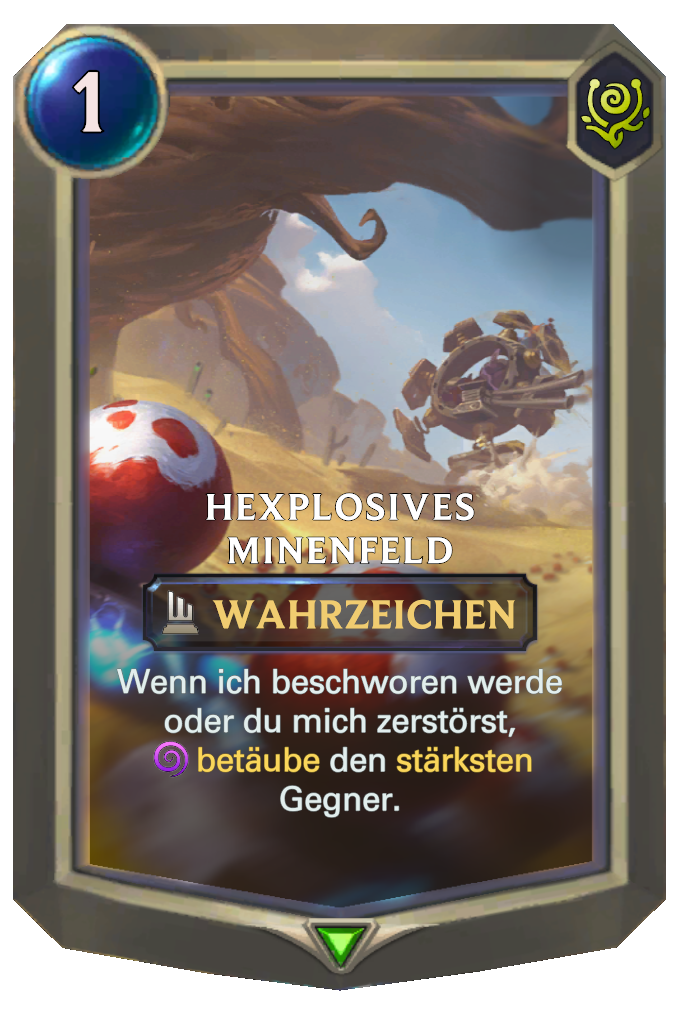 1
HEXPLOSIVES
MINENFELD
WAHRZEICHEN
Wenn ich beschworen werde
oder du mich zerstörst,
betäube den stärksten
Gegner.